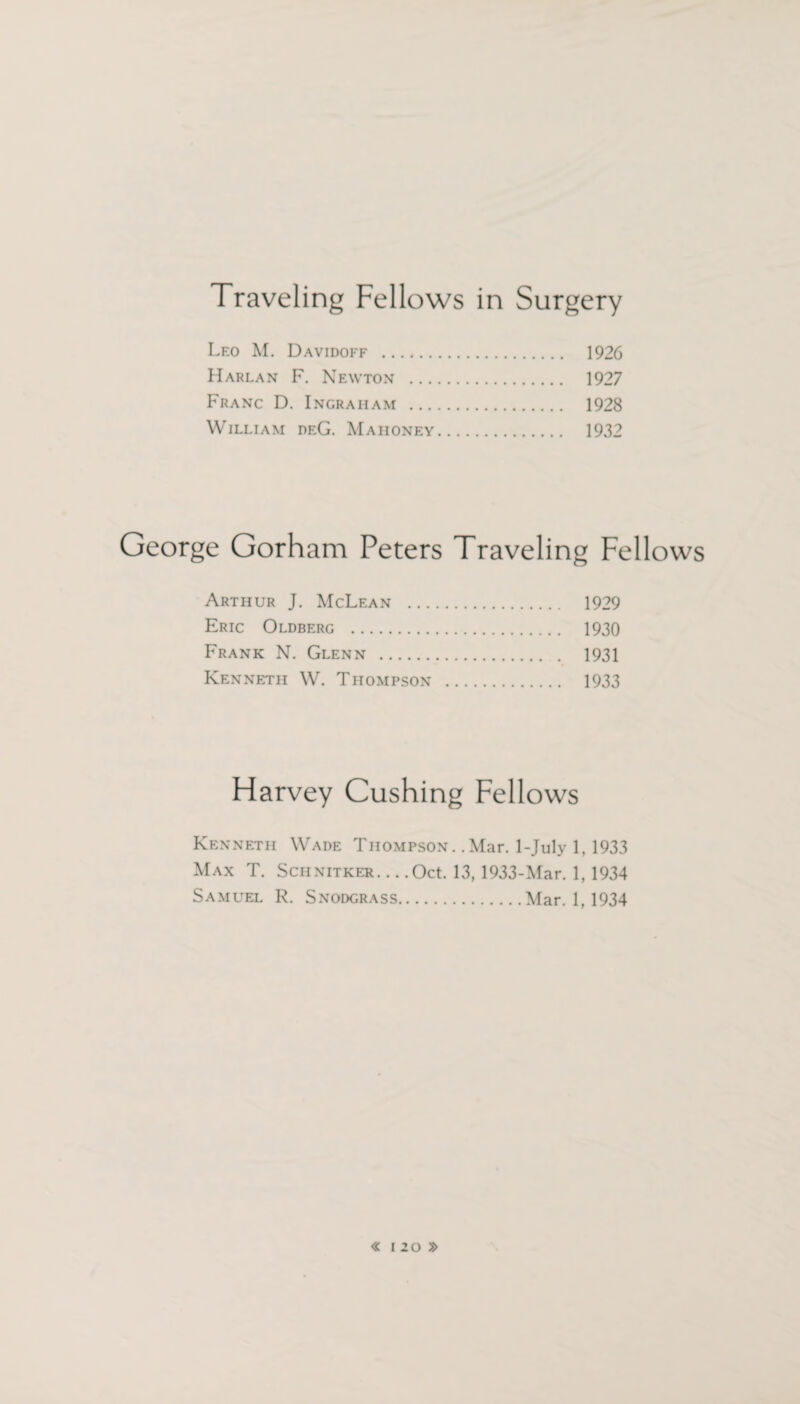 Traveling Fellows in Surgery
Leo M. Davidoff ........................ 1926
Harlan F. Newton .................... 1927
Franc D. Ingraham .................... 1928
William deG. Mahoney................ 1932
George Gorham Peters Traveling Fellows
Arthur J. McLean .................... 1929
Eric Oldberg ........................... 1930
Frank N. Glenn ....................... 1931
Kenneth W. Thompson ............... 1933
Harvey Cushing Fellows
Kenneth Wade Thompson..Mar. 1-July 1, 1933
Max T. Schnitker....Oct. 13, 1933-Mar. 1, 1934
Samuel R. Snodgrass................Mar. 1, 1934
« 120 »